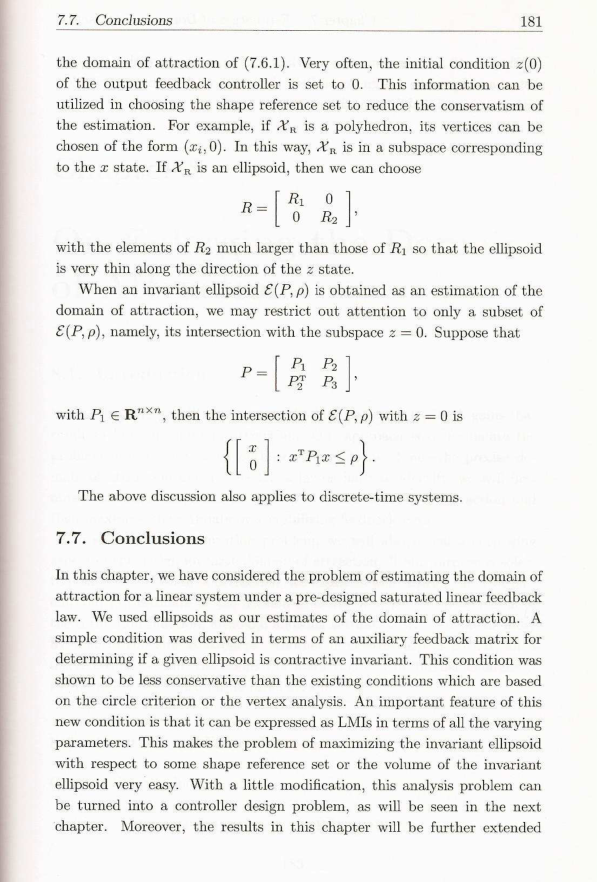 7.7. Conclusions 181
the domain of attraction of (7.6.1). Very often, the initial condition z(0)
of the output feedback controller is set to 0. This information can be
utilized in choosing the shape reference set to reduce the conservatism of
the estimation. For example, if 𝒳_R is a polyhedron, its vertices can be
chosen of the form (x_i, 0). In this way, 𝒳_R is in a subspace corresponding
to the x state. If 𝒳_R is an ellipsoid, then we can choose
R = [ R_1 0 ; 0 R_2 ],
with the elements of R_2 much larger than those of R_1 so that the ellipsoid
is very thin along the direction of the z state.
When an invariant ellipsoid ℰ(P, ρ) is obtained as an estimation of the
domain of attraction, we may restrict out attention to only a subset of
ℰ(P, ρ), namely, its intersection with the subspace z = 0. Suppose that
P = [ P_1 P_2 ; P_2^T P_3 ],
with P_1 ∈ R^{n×n}, then the intersection of ℰ(P, ρ) with z = 0 is
{ [ x ; 0 ] : x^T P_1 x ≤ ρ }.
The above discussion also applies to discrete-time systems.
7.7. Conclusions
In this chapter, we have considered the problem of estimating the domain of
attraction for a linear system under a pre-designed saturated linear feedback
law. We used ellipsoids as our estimates of the domain of attraction. A
simple condition was derived in terms of an auxiliary feedback matrix for
determining if a given ellipsoid is contractive invariant. This condition was
shown to be less conservative than the existing conditions which are based
on the circle criterion or the vertex analysis. An important feature of this
new condition is that it can be expressed as LMIs in terms of all the varying
parameters. This makes the problem of maximizing the invariant ellipsoid
with respect to some shape reference set or the volume of the invariant
ellipsoid very easy. With a little modification, this analysis problem can
be turned into a controller design problem, as will be seen in the next
chapter. Moreover, the results in this chapter will be further extended